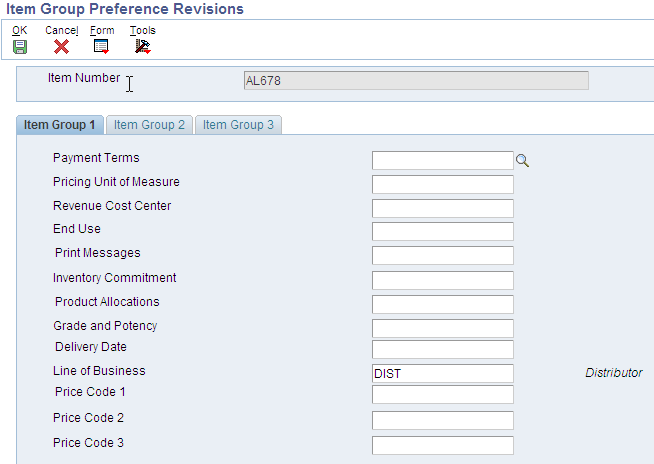 Item Group Preference Revisions
OK Cancel Form Tools
Item Number AL678
Item Group 1 Item Group 2 Item Group 3
Payment Terms
Pricing Unit of Measure
Revenue Cost Center
End Use
Print Messages
Inventory Commitment
Product Allocations
Grade and Potency
Delivery Date
Line of Business DIST Distributor
Price Code 1
Price Code 2
Price Code 3